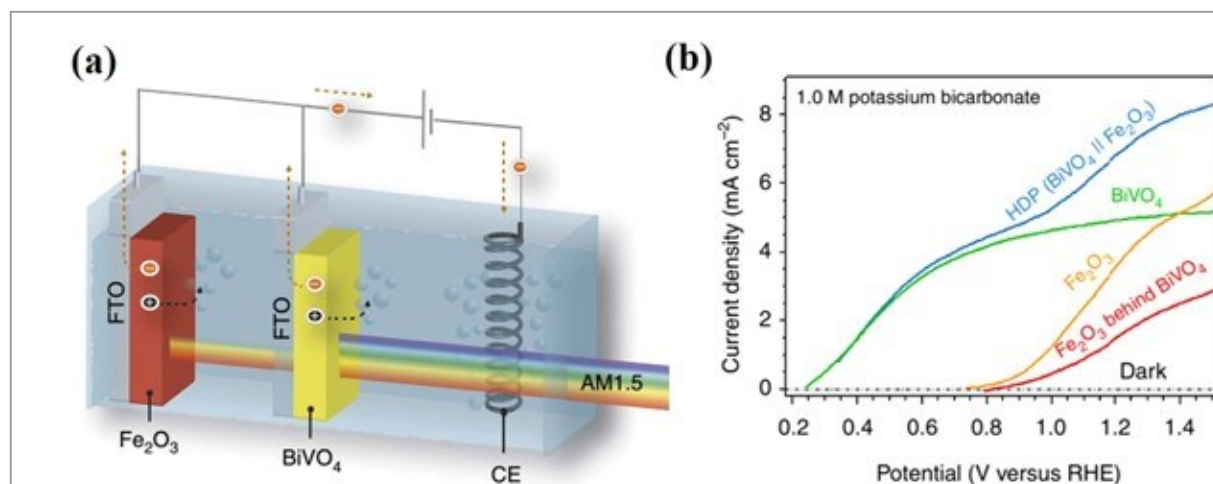 (a)
FTO
FTO
AM1.5
Fe₂O₃
BiVO₄
CE
(b)
1.0 M potassium bicarbonate
HDP (BiVO₄ || Fe₂O₃)
BiVO₄
Fe₂O₃
Fe₂O₃ behind BiVO₄
Dark
Current density (mA cm⁻²)
8
6
4
2
0
0.2 0.4 0.6 0.8 1.0 1.2 1.4
Potential (V versus RHE)